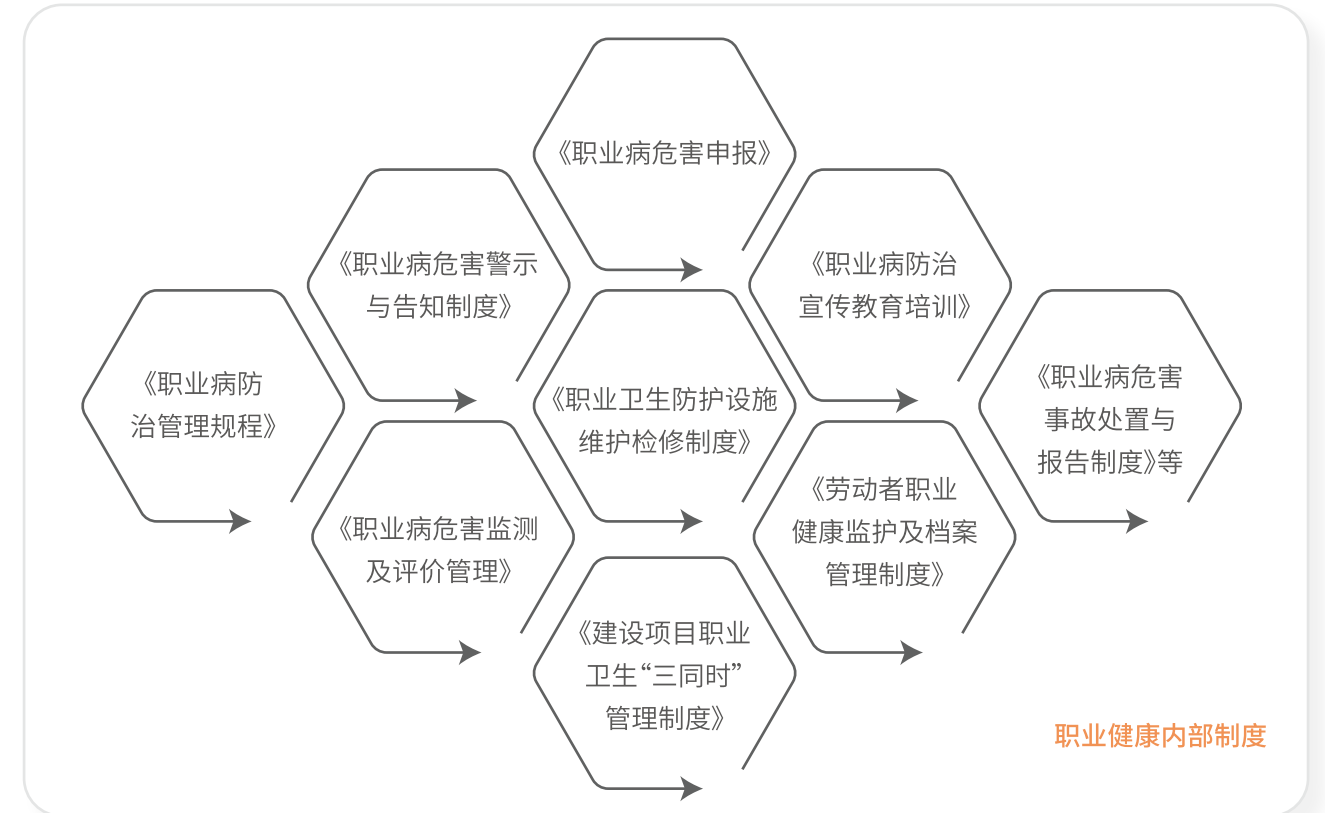 《职业病危害申报》
《职业病危害警示
与告知制度》
《职业病防治
宣传教育培训》
《职业病防
治管理规程》
《职业卫生防护设施
维护检修制度》
《职业病危害
事故处置与
报告制度》等
《职业病危害监测
及评价管理》
《劳动者职业
健康监护及档案
管理制度》
《建设项目职业
卫生“三同时”
管理制度》
职业健康内部制度